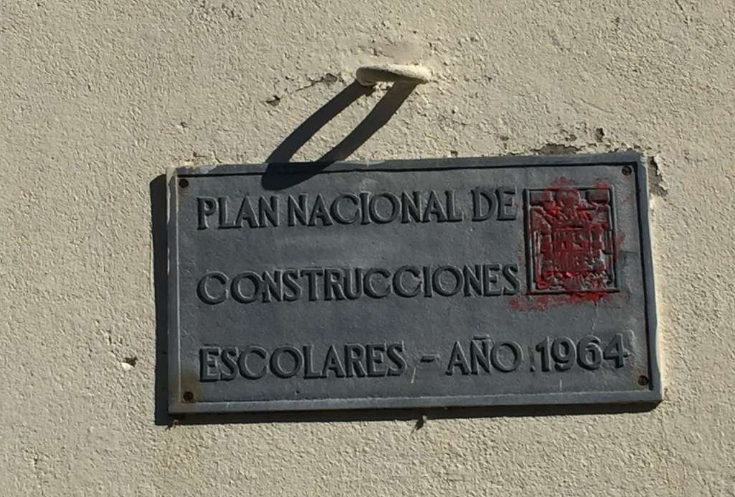 PLAN NACIONAL DE
CONSTRUCCIONES
ESCOLARES - AÑO 1964